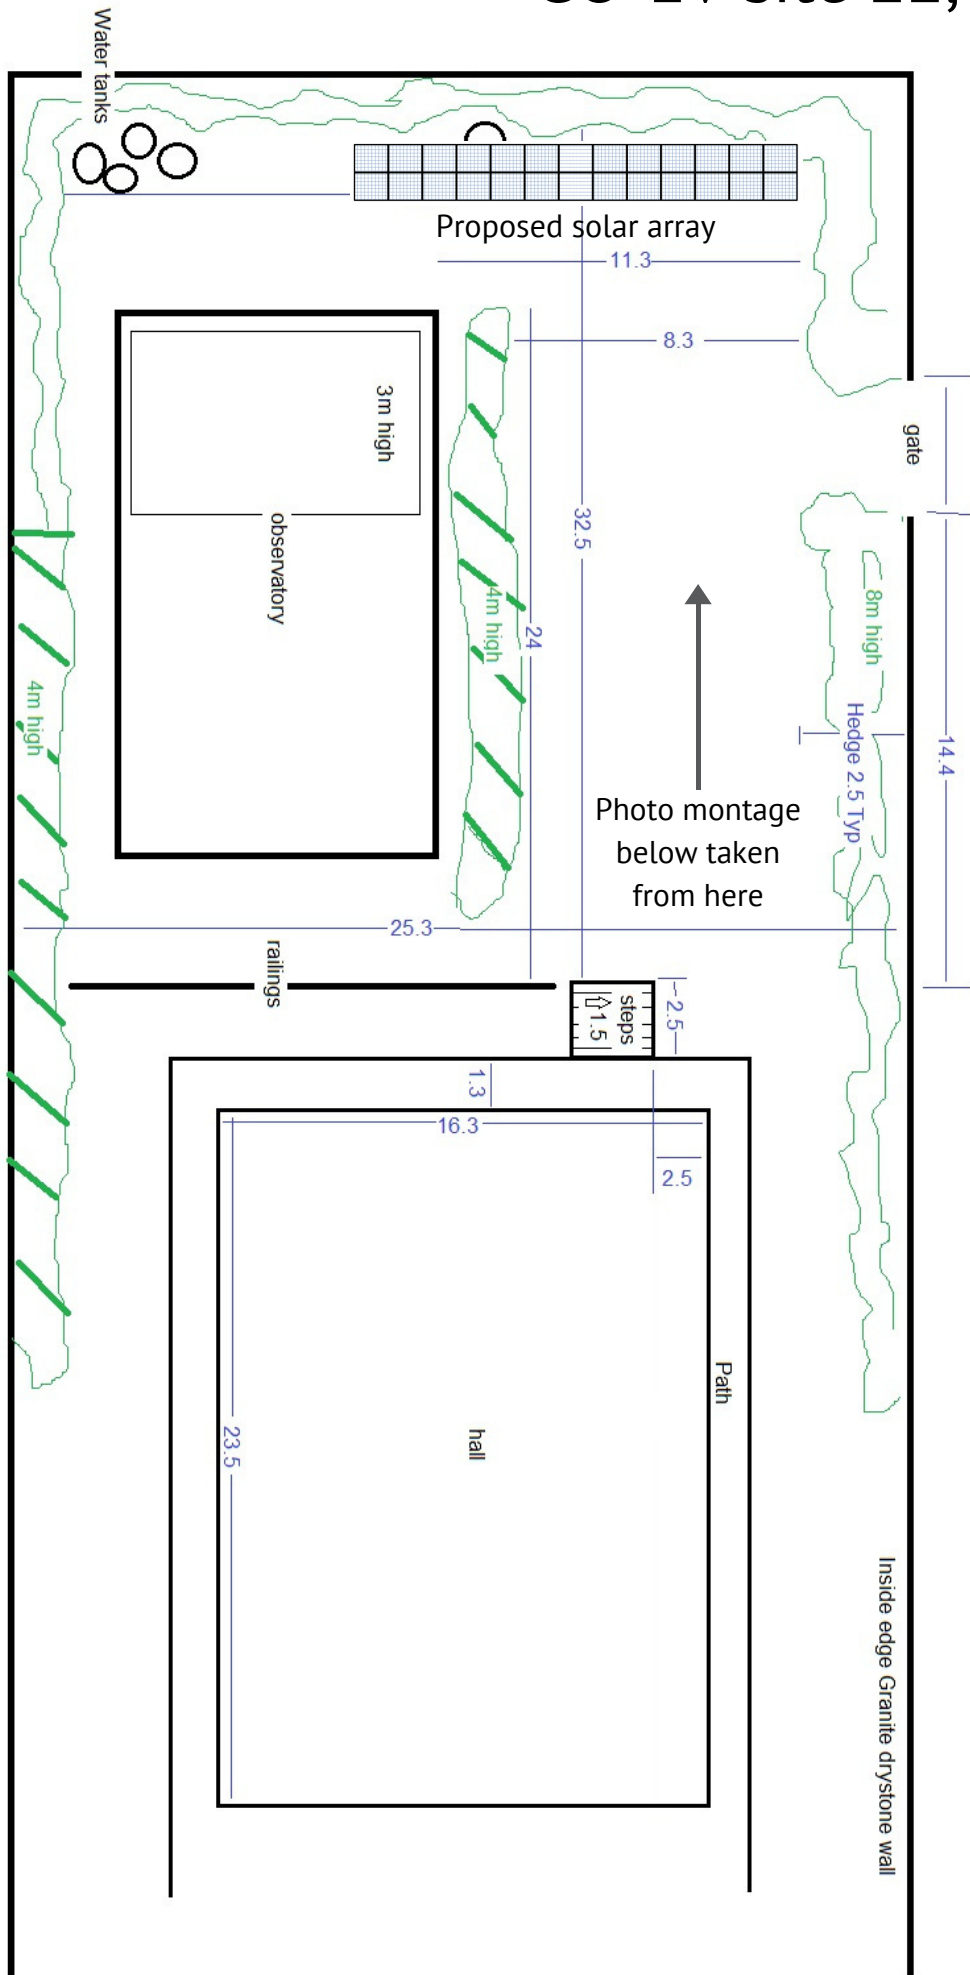 Water tanks
Proposed solar array
11.3
8.3
3m high
gate
observatory
32.5
4m high
24
8m high
4m high
Hedge 2.5 Typ
14.4
Photo montage
below taken
from here
25.3
railings
steps
1.5
2.5
1.3
16.3
2.5
Path
hall
23.5
Inside edge Granite drystone wall